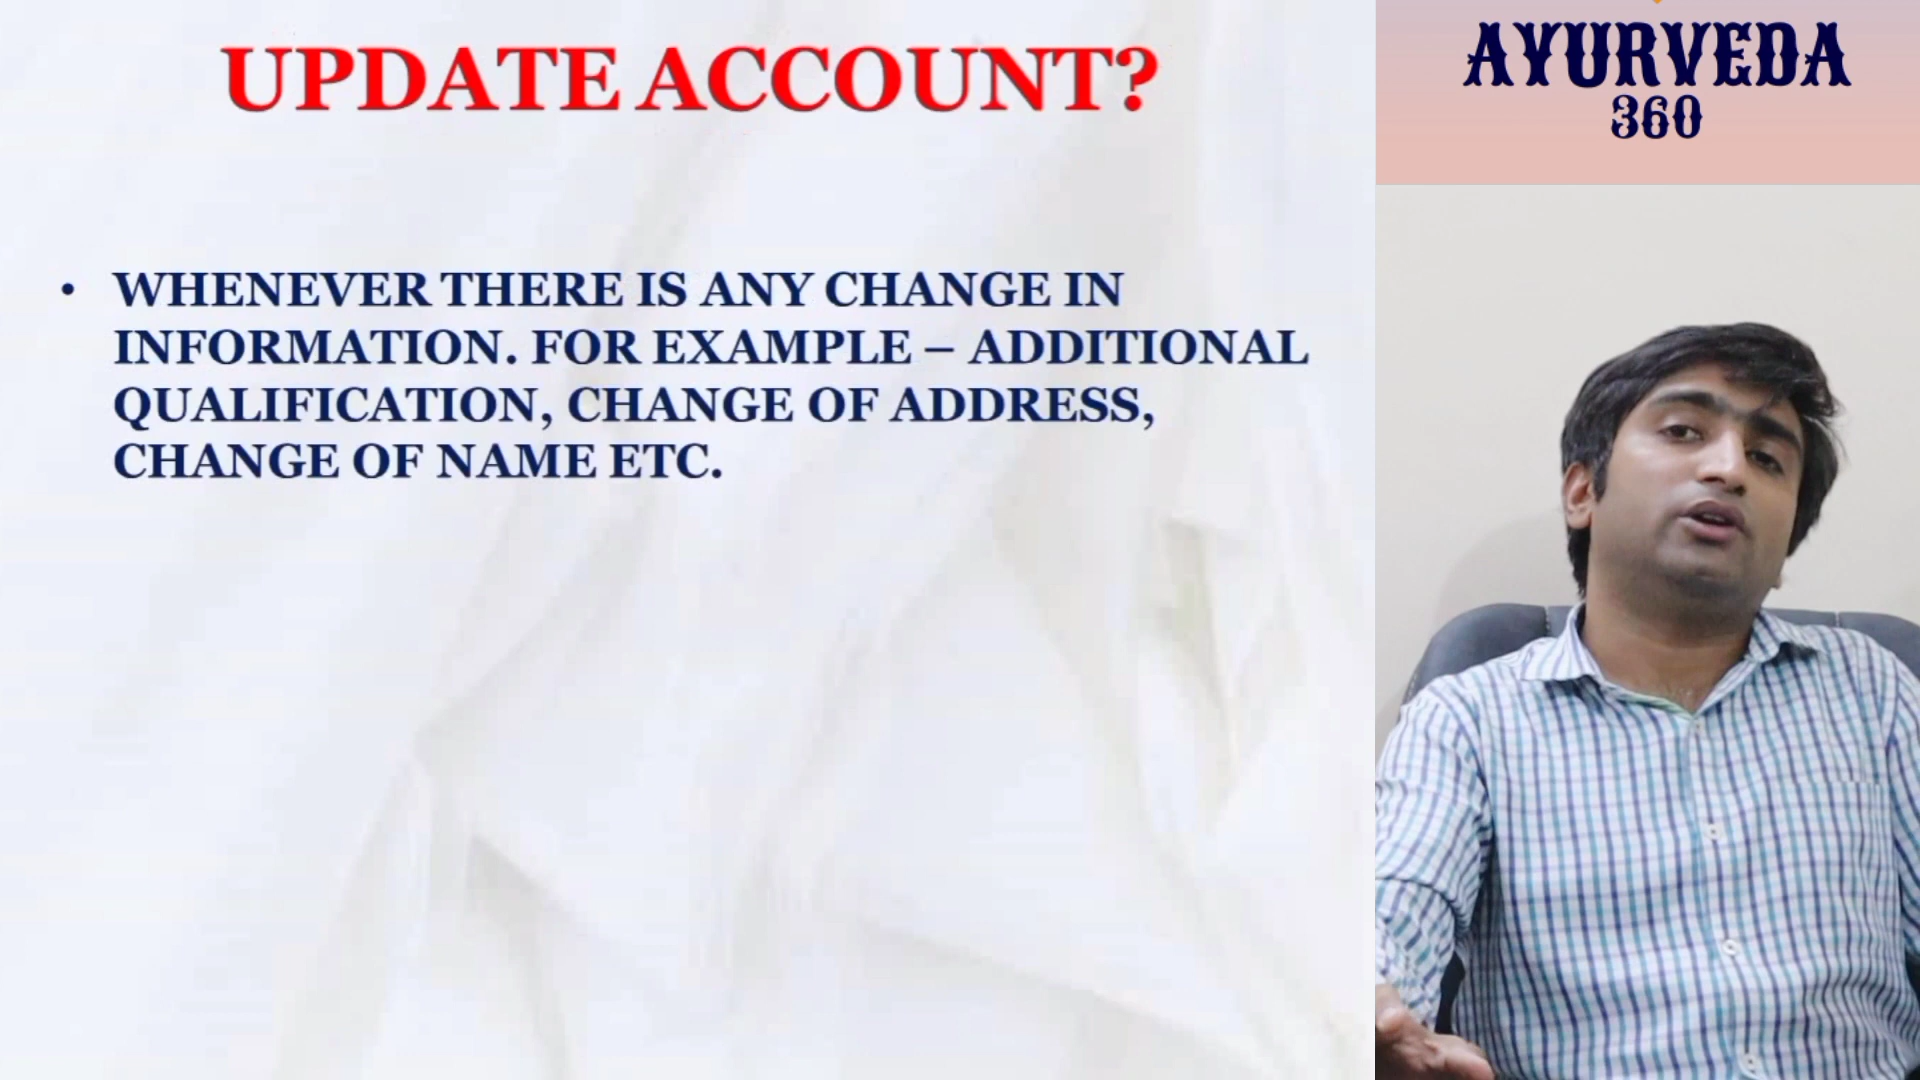 UPDATE ACCOUNT?
• WHENEVER THERE IS ANY CHANGE IN
INFORMATION. FOR EXAMPLE – ADDITIONAL
QUALIFICATION, CHANGE OF ADDRESS,
CHANGE OF NAME ETC.
AYURVEDA
360